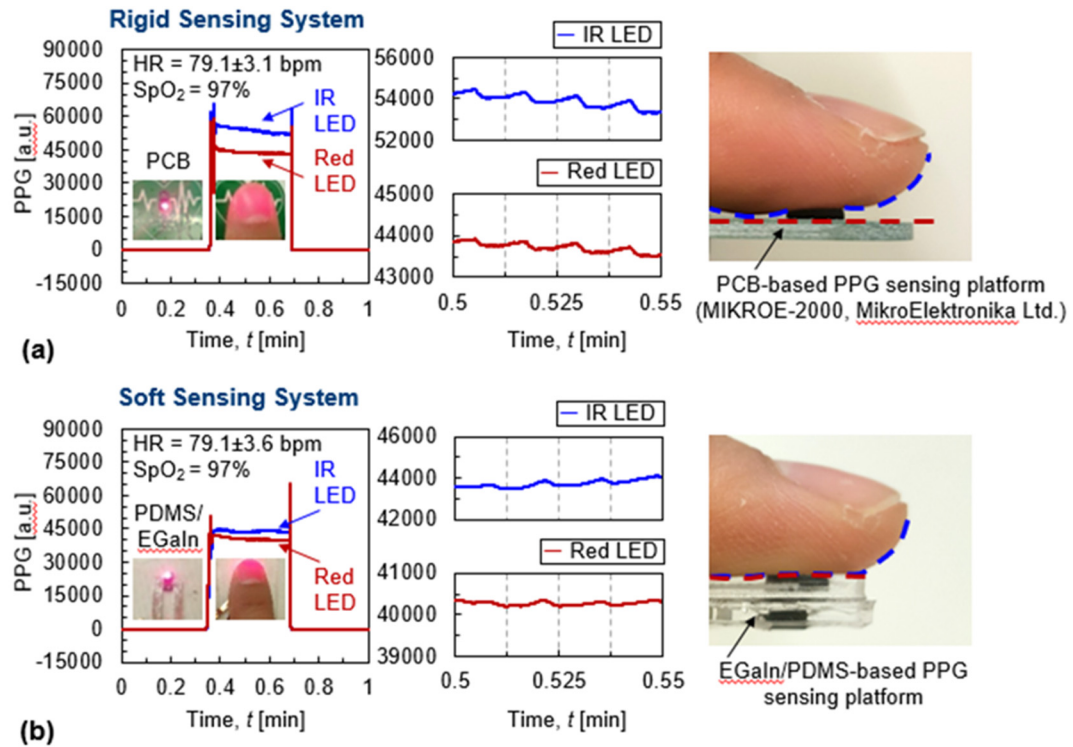 Rigid Sensing System
90000
75000
60000
45000
30000
15000
0
-15000
PPG [a.u.]
HR = 79.1±3.1 bpm
SpO₂ = 97%
IR
LED
PCB
Red
LED
0 0.2 0.4 0.6 0.8 1
Time, t [min]
IR LED
56000
54000
52000
Red LED
45000
44000
43000
0.5 0.525 0.55
Time, t [min]
PCB-based PPG sensing platform
(MIKROE-2000, MikroElektronika Ltd.)
(a)
Soft Sensing System
90000
75000
60000
45000
30000
15000
0
-15000
PPG [a.u.]
HR = 79.1±3.6 bpm
SpO₂ = 97%
IR
LED
PDMS/
EGaIn
Red
LED
0 0.2 0.4 0.6 0.8 1
Time, t [min]
IR LED
46000
44000
42000
Red LED
41000
40000
39000
0.5 0.525 0.55
Time, t [min]
EGaIn/PDMS-based PPG
sensing platform
(b)